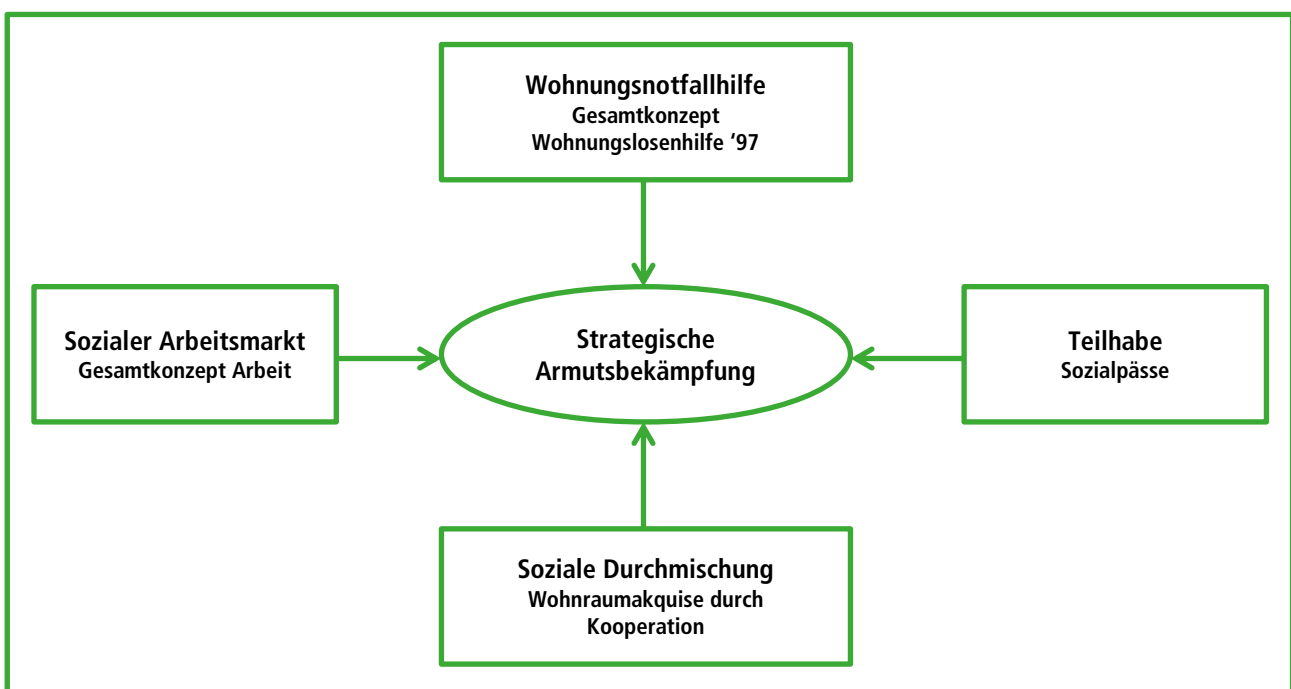 Wohnungsnotfallhilfe
Gesamtkonzept
Wohnungslosenhilfe ‘97
Sozialer Arbeitsmarkt
Gesamtkonzept Arbeit
Strategische
Armutsbekämpfung
Teilhabe
Sozialpässe
Soziale Durchmischung
Wohnraumakquise durch
Kooperation